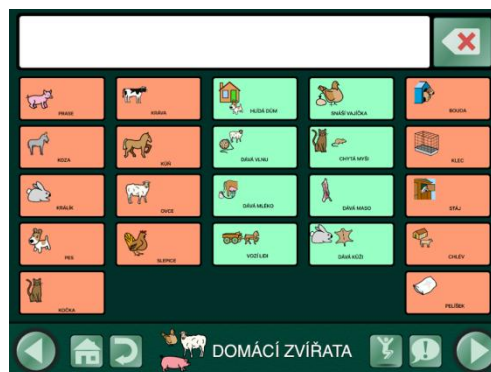 PRASE
KRÁVA
HLÍDÁ DŮM
SNÁŠÍ VAJÍČKA
BOUDA
KOZA
KŮŇ
DÁVÁ VLNU
CHYTÁ MYŠI
KLEC
KRÁLÍK
OVCE
DÁVÁ MLÉKO
DÁVÁ MASO
STÁJ
PES
SLEPICE
VOZÍ LIDI
DÁVÁ KŮŽI
CHLÉV
KOČKA
PELÍŠEK
DOMÁCÍ ZVÍŘATA